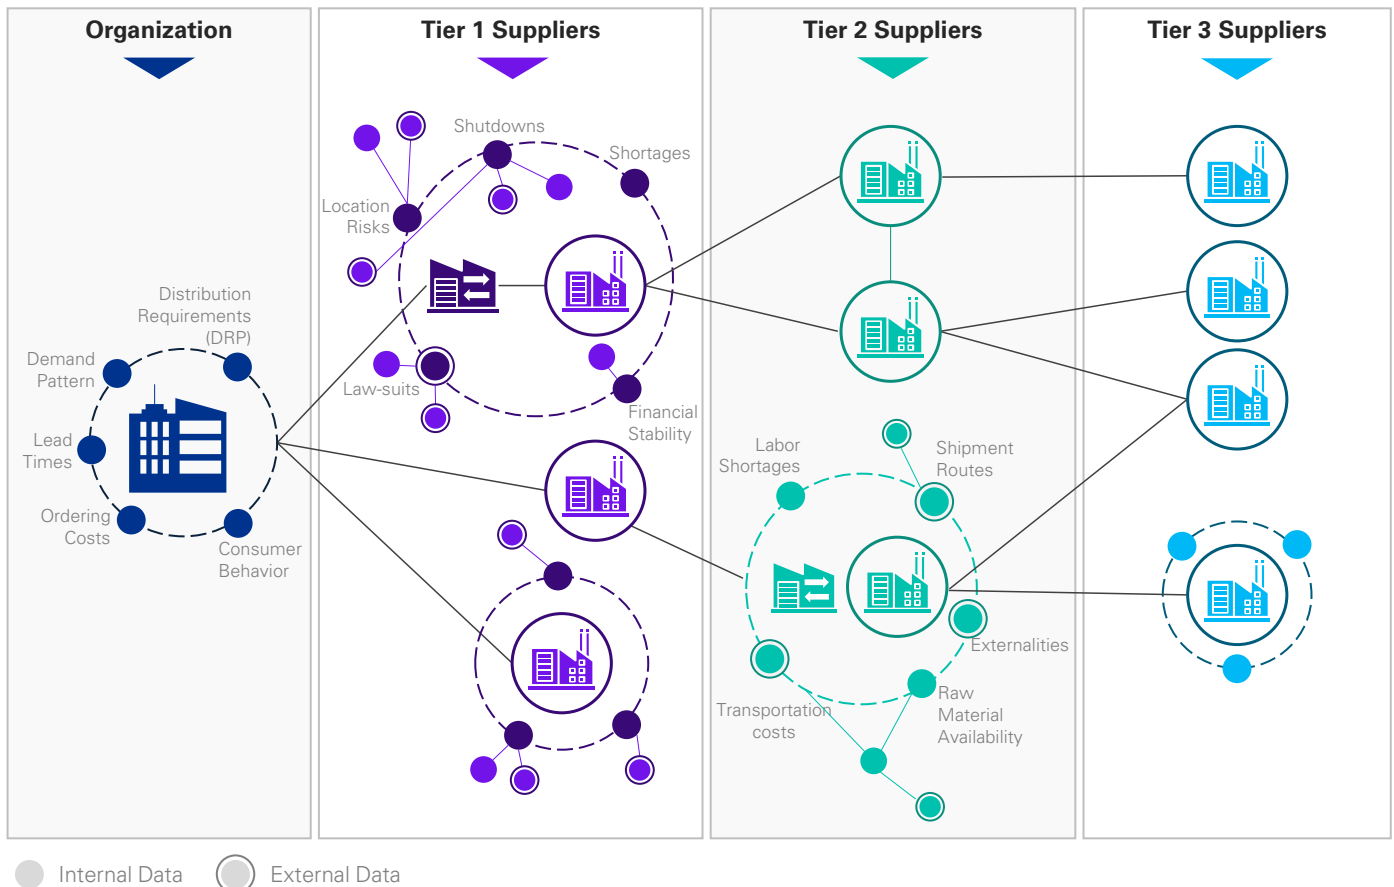 Organization
Tier 1 Suppliers
Tier 2 Suppliers
Tier 3 Suppliers
Distribution
Requirements
(DRP)
Demand
Pattern
Lead
Times
Ordering
Costs
Consumer
Behavior
Shutdowns
Shortages
Location
Risks
Law-suits
Financial
Stability
Labor
Shortages
Shipment
Routes
Externalities
Transportation
costs
Raw
Material
Availability
Internal Data
External Data